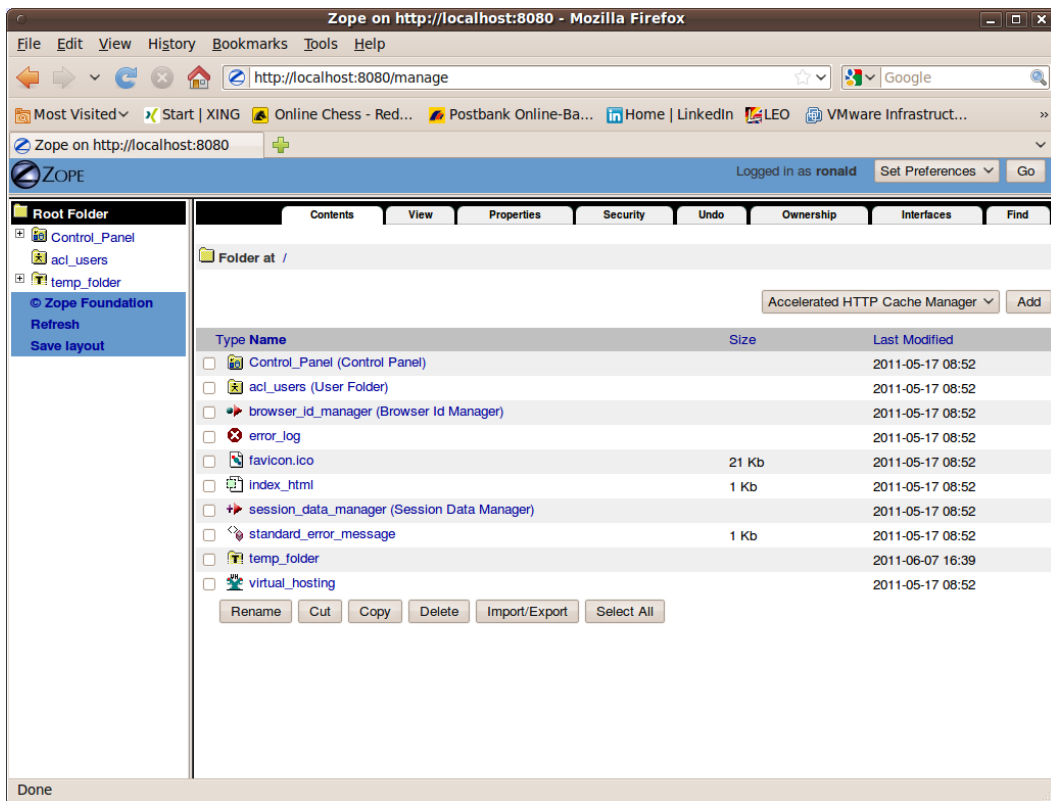 Zope on http://localhost:8080 - Mozilla Firefox
File Edit View History Bookmarks Tools Help
http://localhost:8080/manage Google
Most Visited Start | XING Online Chess - Red... Postbank Online-Ba... Home | LinkedIn LEO VMware Infrastruct... »
Zope on http://localhost:8080
ZOPE Logged in as ronald Set Preferences Go
Root Folder
Control_Panel
acl_users
temp_folder
© Zope Foundation
Refresh
Save layout
Contents View Properties Security Undo Ownership Interfaces Find
Folder at /
Accelerated HTTP Cache Manager Add
Type Name Size Last Modified
Control_Panel (Control Panel) 2011-05-17 08:52
acl_users (User Folder) 2011-05-17 08:52
browser_id_manager (Browser Id Manager) 2011-05-17 08:52
error_log 2011-05-17 08:52
favicon.ico 21 Kb 2011-05-17 08:52
index_html 1 Kb 2011-05-17 08:52
session_data_manager (Session Data Manager) 2011-05-17 08:52
standard_error_message 1 Kb 2011-05-17 08:52
temp_folder 2011-06-07 16:39
virtual_hosting 2011-05-17 08:52
Rename Cut Copy Delete Import/Export Select All
Done